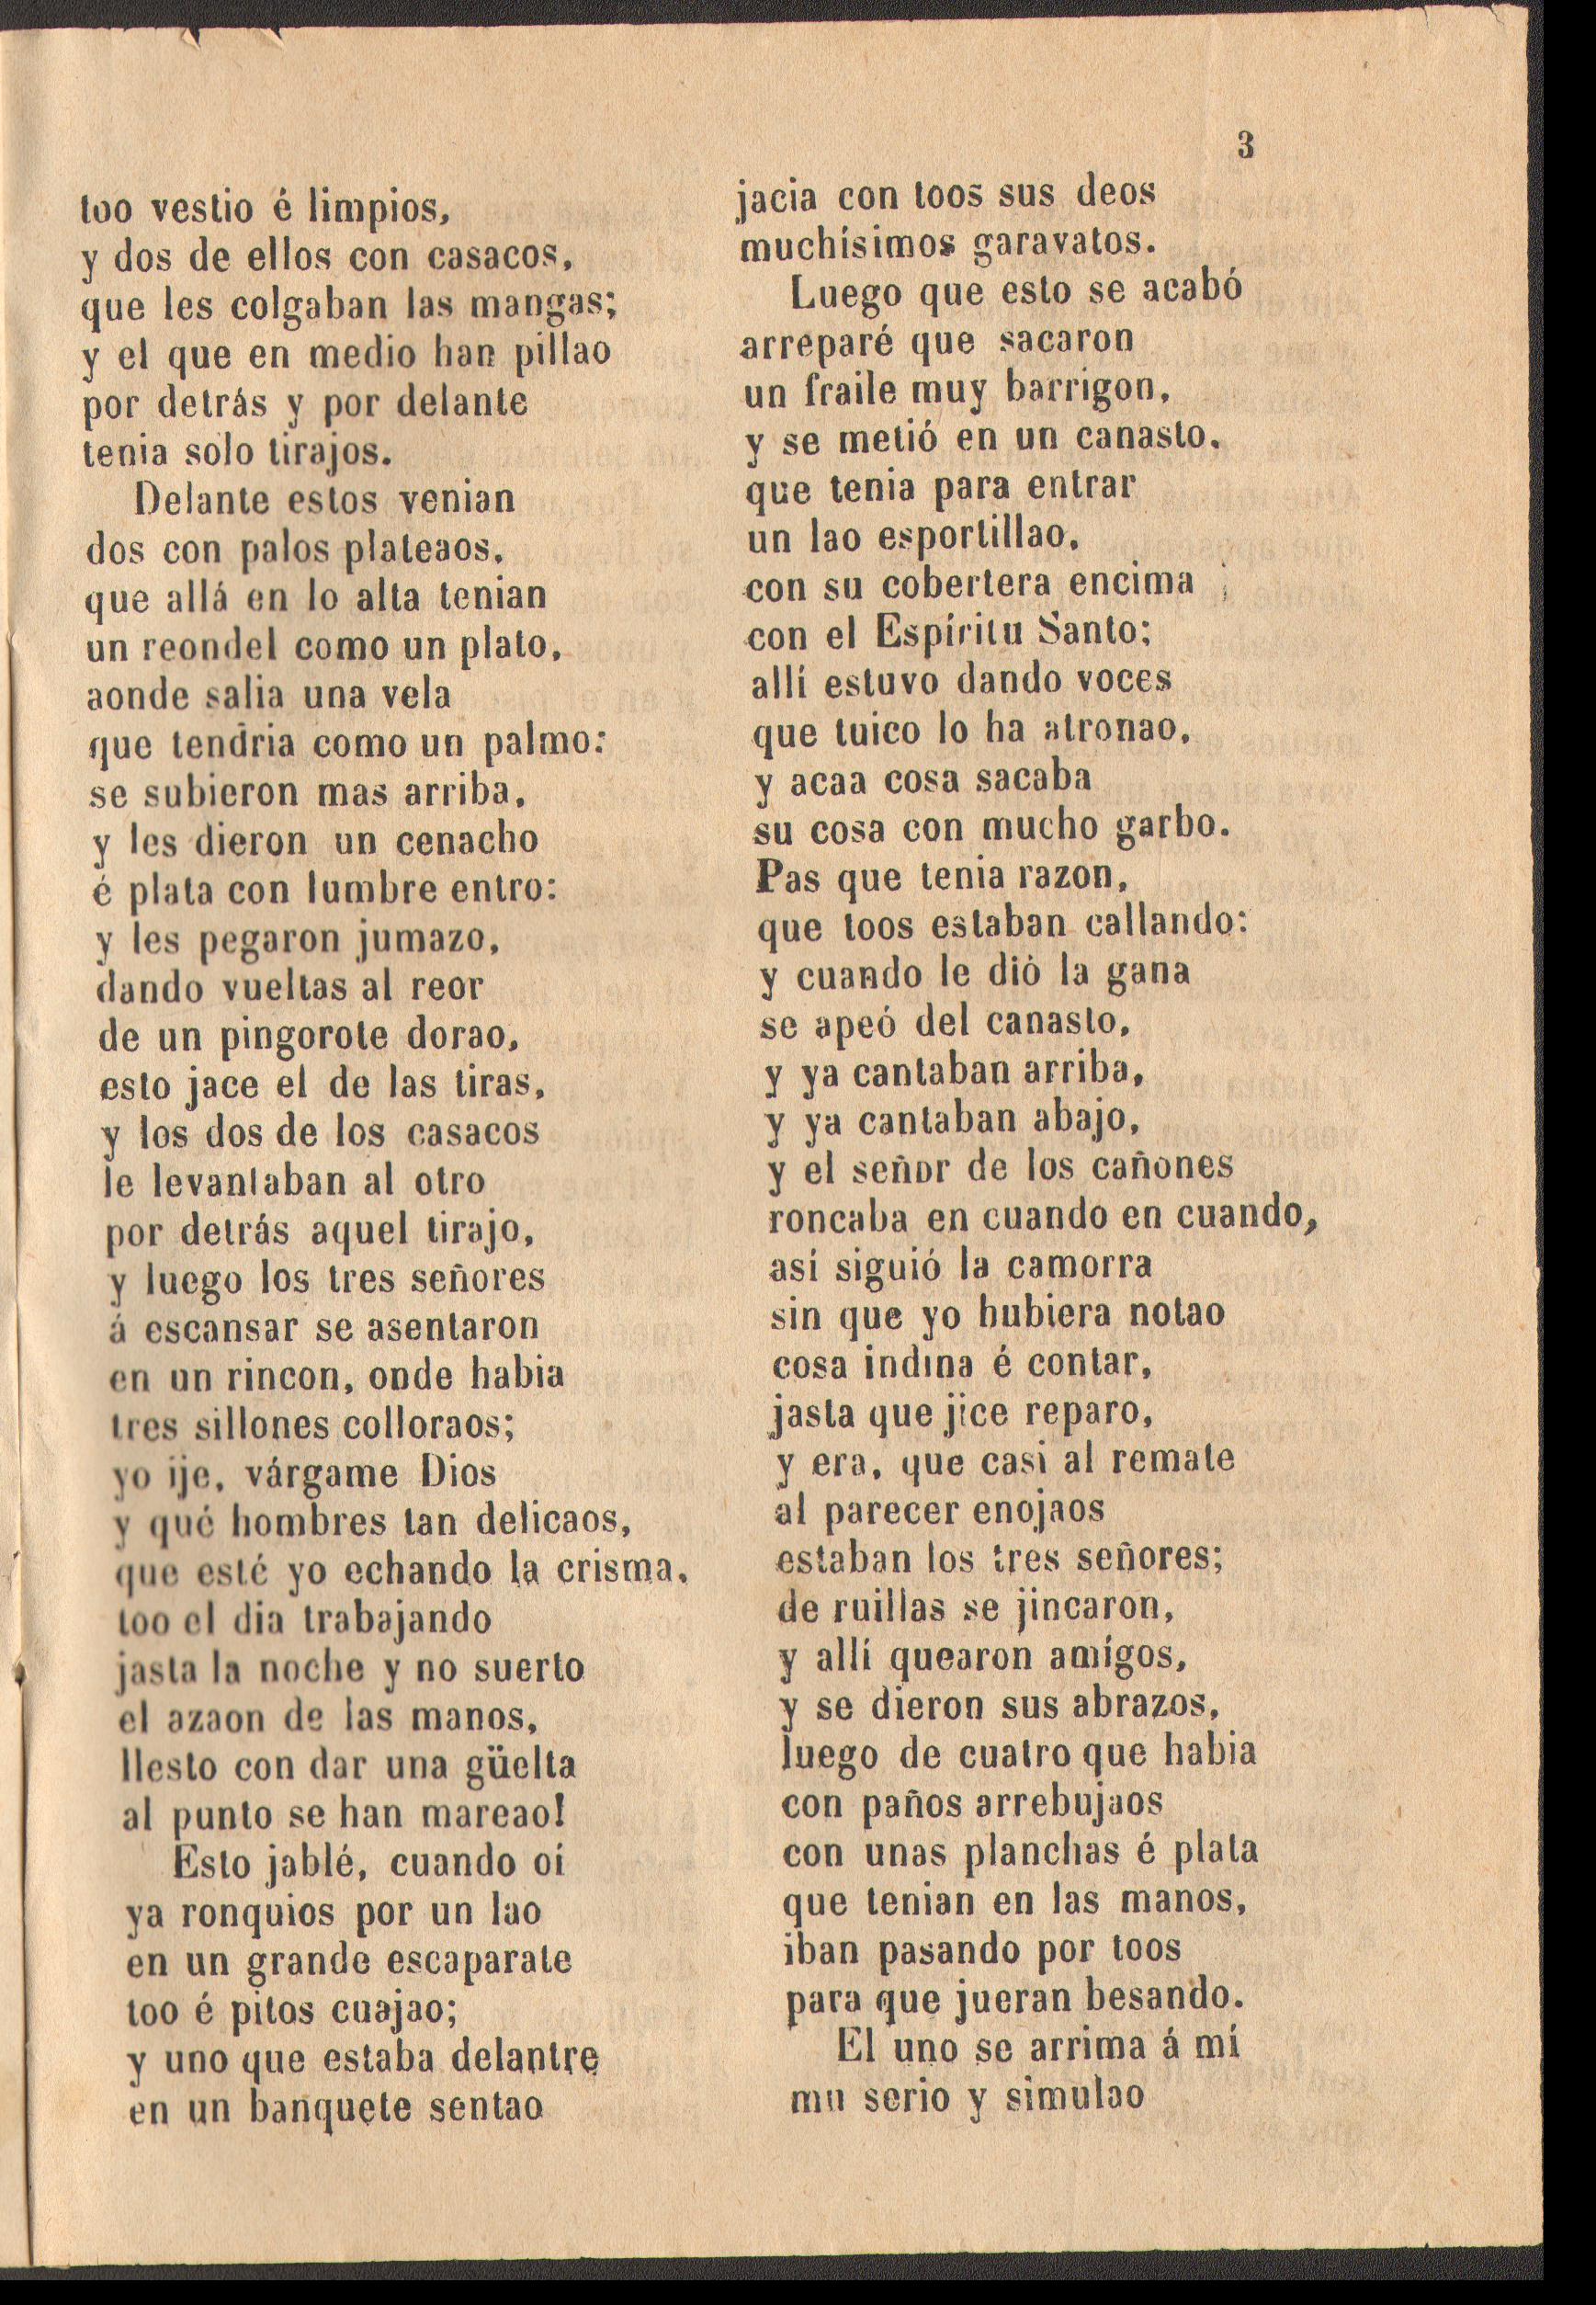 3
too vestio é limpios,
y dos de ellos con casacos,
que les colgaban las mangas;
y el que en medio han pillao
por detrás y por delante
tenia solo tirajos.
Delante estos venian
dos con palos plateaos,
que allá en lo alta tenian
un reondel como un plato,
aonde salia una vela
que tendria como un palmo:
se subieron mas arriba,
y les dieron un cenacho
é plata con lumbre entro:
y les pegaron jumazo,
dando vueltas al reor
de un pingorote dorao,
esto jace el de las tiras,
y los dos de los casacos
le levantaban al otro
por detrás aquel tirajo,
y luego los tres señores
á escansar se asentaron
en un rincon, onde habia
tres sillones colloraos;
yo ije, várgame Dios
y qué hombres tan delicaos,
que esté yo echando la crisma,
too el dia trabajando
jasta la noche y no suerto
el azaon de las manos,
llesto con dar una güelta
al punto se han mareao!
Esto jablé, cuando oí
ya ronquios por un lao
en un grande escaparate
too é pitos cuajao;
y uno que estaba delantre
en un banquete sentao
jacia con toos sus deos
muchísimos garavatos.
Luego que esto se acabó
arreparé que sacaron
un fraile muy barrigon,
y se metió en un canasto,
que tenia para entrar
un lao esportillao,
con su cobertera encima
con el Espíritu Santo;
allí estuvo dando voces
que tuico lo ha atronao,
y acaa cosa sacaba
su cosa con mucho garbo.
Pas que tenia razon,
que toos estaban callando:
y cuando le dió la gana
se apeó del canasto,
y ya cantaban arriba,
y ya cantaban abajo,
y el señor de los cañones
roncaba en cuando en cuando,
así siguió la camorra
sin que yo hubiera notao
cosa indina é contar,
jasta que jice reparo,
y era, que casi al remate
al parecer enojaos
estaban los tres señores;
de ruillas se jincaron,
y allí quearon amígos,
y se dieron sus abrazos,
luego de cuatro que habia
con paños arrebujaos
con unas planchas é plata
que tenian en las manos,
iban pasando por toos
para que jueran besando.
El uno se arrima á mí
mu serio y simulao